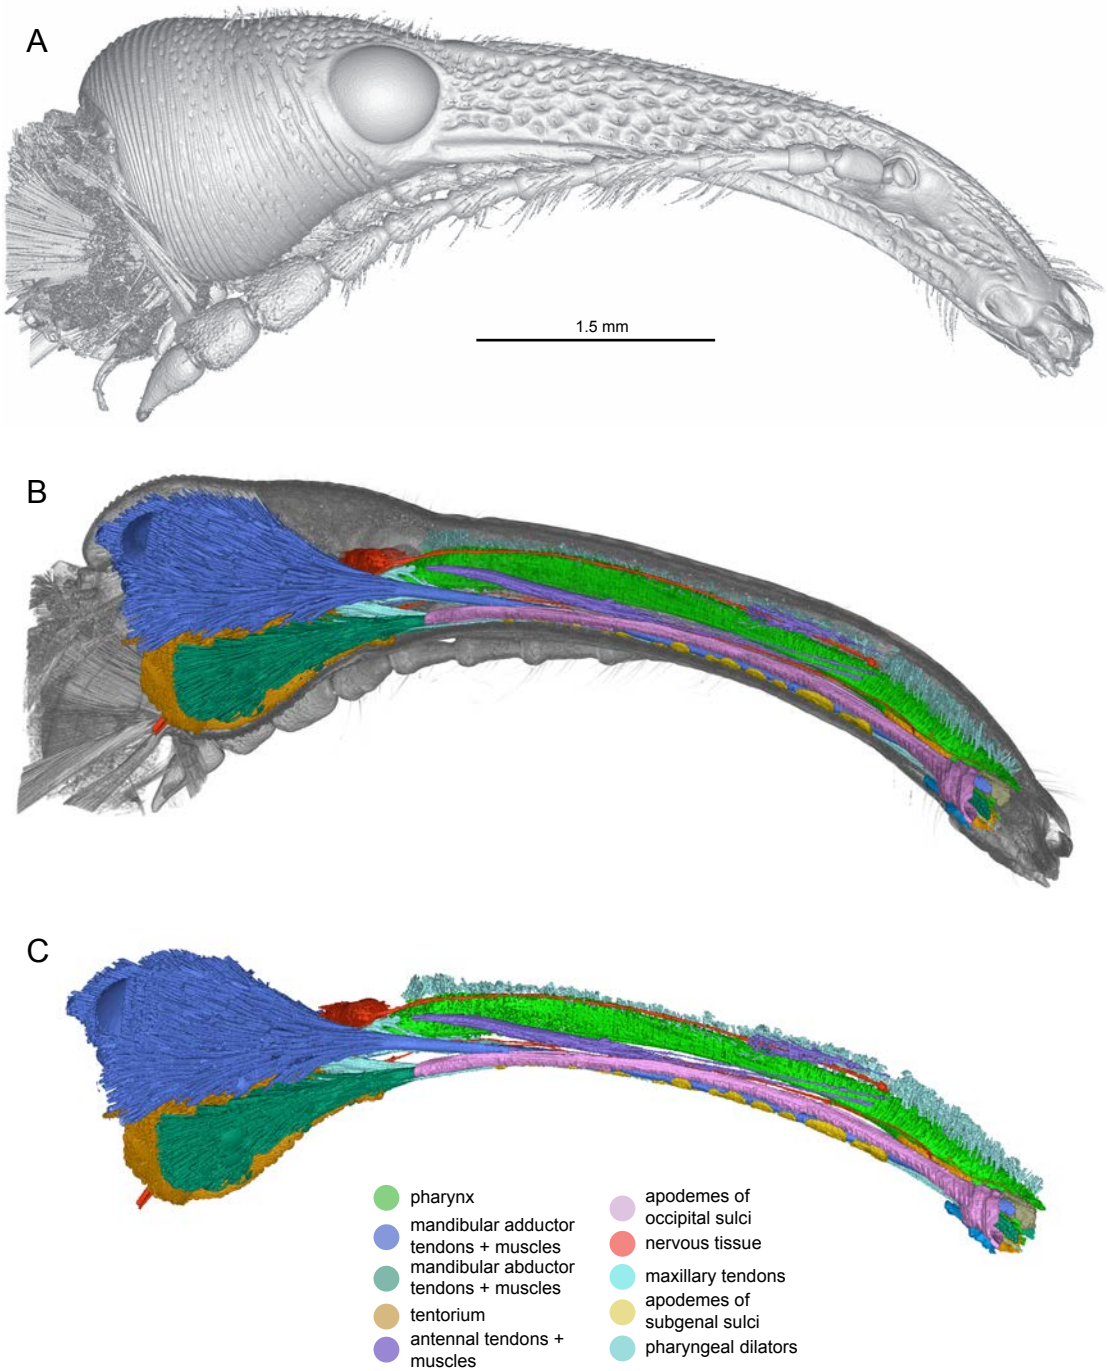 A
1.5 mm
B
C
pharynx
mandibular adductor
tendons + muscles
mandibular abductor
tendons + muscles
tentorium
antennal tendons +
muscles
apodemes of
occipital sulci
nervous tissue
maxillary tendons
apodemes of
subgenal sulci
pharyngeal dilators